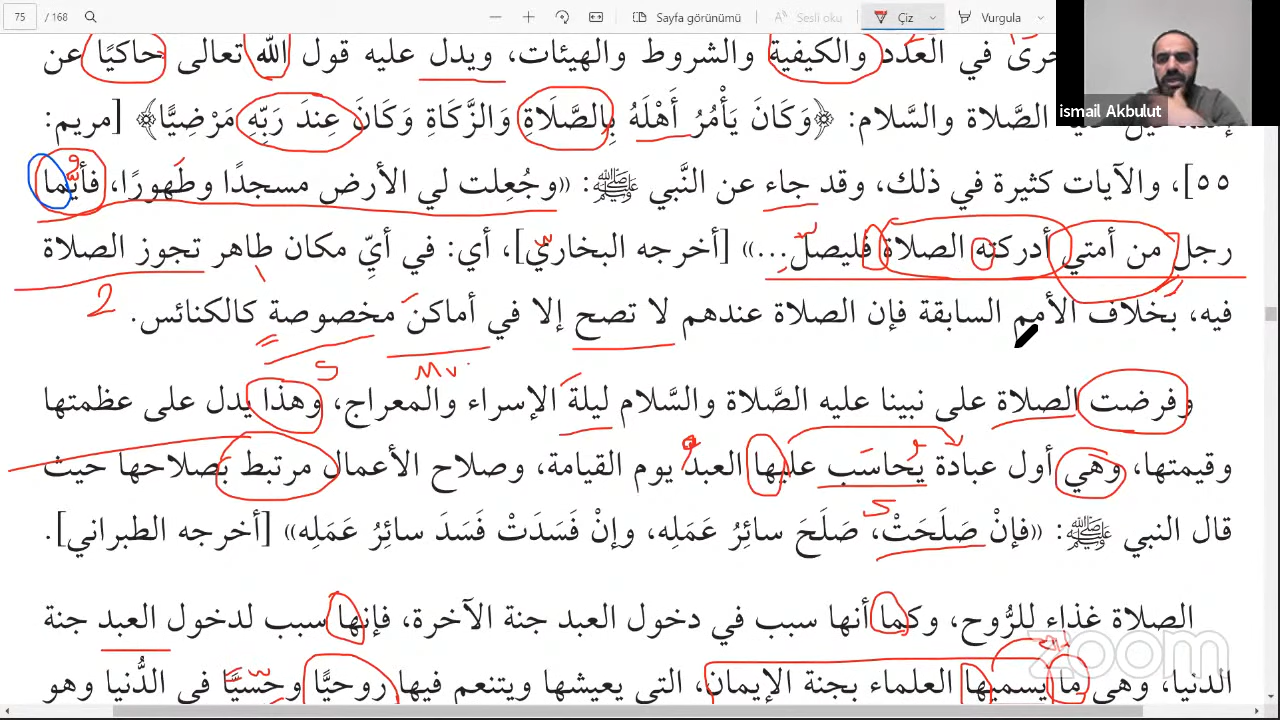 75 / 168 Sayfa görünümü Sesli oku Çiz Vurgula
ismail Akbulut
في العدد والكيفية والشروط والهيئات، ويدل عليه قول الله تعالى حاكيًا عن
عليه الصَّلاة والسَّلام: ﴿وَكَانَ يَأْمُرُ أَهْلَهُ بِالصَّلَاة وَالزَّكَاةِ وَكَانَ عِندَ رَبِّه مَرْضِيًّا﴾ [مريم:
٥٥]، والآيات كثيرة في ذلك، وقد جاء عن النَّبي ﷺ: «وجُعِلت لي الأرض مسجدًا وطَهورًا، فأيُّما
رجل من أمتي أدركته الصلاة فليصلِّ...» [أخرجه البخاري]، أي: في أيِّ مكان طاهر تجوز الصلاة
فيه، بخلاف الأمم السابقة فإن الصلاة عندهم لا تصح إلا في أماكن مخصوصة كالكنائس.
2
S Mv
وفرضت الصلاة على نبينا عليه الصَّلاة والسَّلام ليلة الإسراء والمعراج، وهذا يدل على عظمتها
وقيمتها، وهي أول عبادة يحاسَب عليها العبد يوم القيامة، وصلاح الأعمال مرتبط بصلاحها حيث
قال النبي ﷺ: «فإنْ صَلَحَتْ، صَلَحَ سائِرُ عَمَلِه، وإنْ فَسَدَتْ فَسَدَ سائِرُ عَمَلِه» [أخرجه الطبراني].
الصلاة غذاء للرُّوح، وكما أنها سبب في دخول العبد جنة الآخرة، فإنها سبب لدخول العبد جنة
الدنيا، وهي ما يسميها العلماء بجنة الإيمان، التي يعيشها ويتنعم فيها روحيًّا وحسيًّا في الدُّنيا وهو
zoom